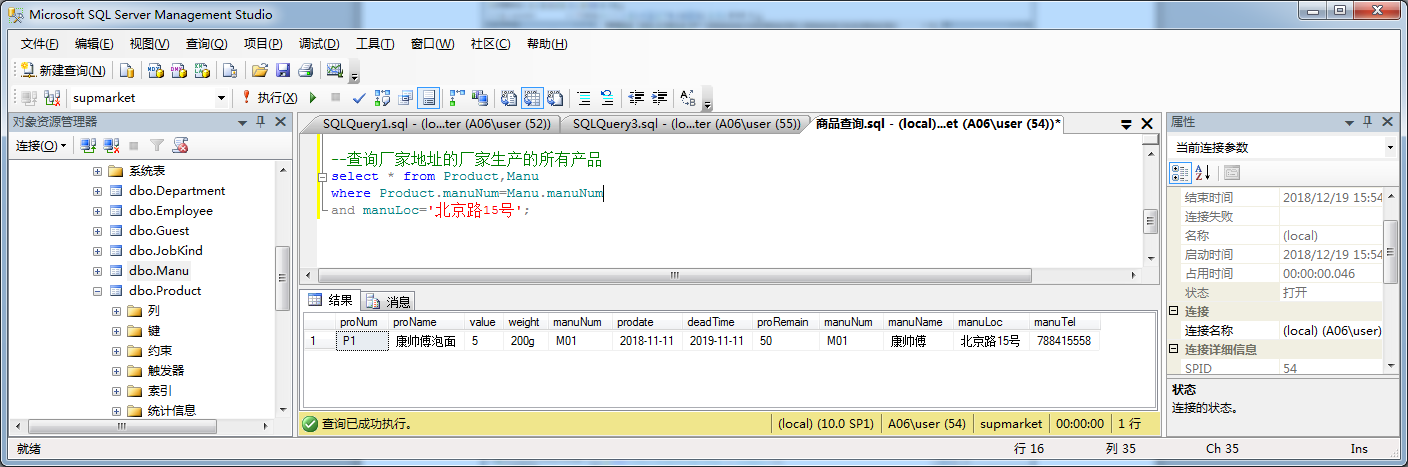 Microsoft SQL Server Management Studio
文件(F) 编辑(E) 视图(V) 查询(Q) 项目(P) 调试(D) 工具(T) 窗口(W) 社区(C) 帮助(H)
新建查询(N)
supmarket 执行(X)
对象资源管理器
连接(O)
系统表
dbo.Department
dbo.Employee
dbo.Guest
dbo.JobKind
dbo.Manu
dbo.Product
列
键
约束
触发器
索引
统计信息
SQLQuery1.sql - (lo...ter (A06\user (52)) SQLQuery3.sql - (lo...ter (A06\user (55)) 商品查询.sql - (local)...et (A06\user (54))*
--查询厂家地址的厂家生产的所有产品
select * from Product,Manu
where Product.manuNum=Manu.manuNum
and manuLoc='北京路15号';
结果 消息
proNum proName value weight manuNum prodate deadTime proRemain manuNum manuName manuLoc manuTel
1 P1 康帅傅泡面 5 200g M01 2018-11-11 2019-11-11 50 M01 康帅傅 北京路15号 788415558
查询已成功执行。 (local) (10.0 SP1) A06\user (54) supmarket 00:00:00 1 行
属性
当前连接参数
结束时间 2018/12/19 15:54
连接失败
名称 (local)
启动时间 2018/12/19 15:54
占用时间 00:00:00.046
状态 打开
连接
连接名称 (local) (A06\user)
连接详细信息
SPID 54
状态
连接的状态。
就绪 行 16 列 35 Ch 35 Ins